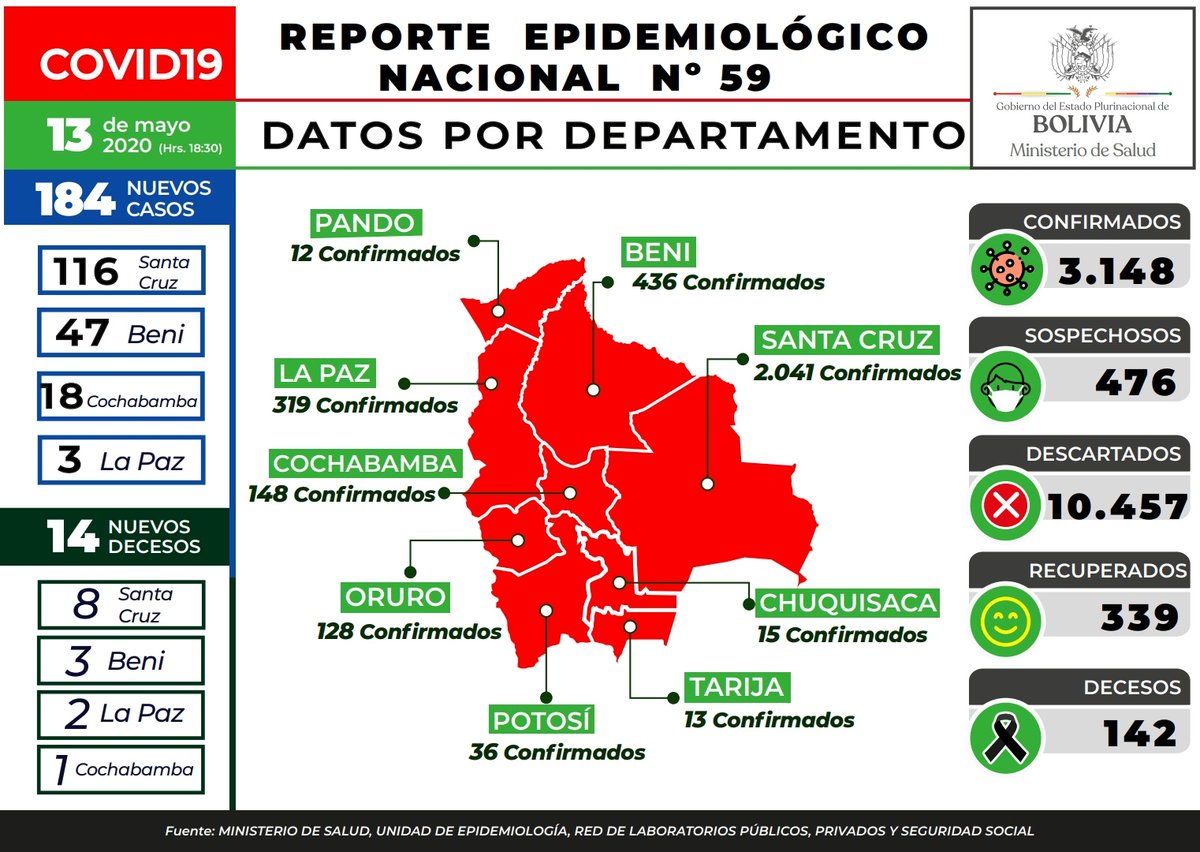 COVID19
REPORTE EPIDEMIOLÓGICO
NACIONAL Nº 59
13 de mayo
2020 (Hrs. 18:30)
DATOS POR DEPARTAMENTO
Gobierno del Estado Plurinacional de
BOLIVIA
Ministerio de Salud
184 NUEVOS
CASOS
116 Santa
Cruz
47 Beni
18 Cochabamba
3 La Paz
14 NUEVOS
DECESOS
8 Santa
Cruz
3 Beni
2 La Paz
1 Cochabamba
PANDO
12 Confirmados
BENI
436 Confirmados
SANTA CRUZ
2.041 Confirmados
LA PAZ
319 Confirmados
COCHABAMBA
148 Confirmados
ORURO
128 Confirmados
CHUQUISACA
15 Confirmados
TARIJA
13 Confirmados
POTOSÍ
36 Confirmados
CONFIRMADOS
3.148
SOSPECHOSOS
476
DESCARTADOS
10.457
RECUPERADOS
339
DECESOS
142
Fuente: MINISTERIO DE SALUD, UNIDAD DE EPIDEMIOLOGÍA, RED DE LABORATORIOS PÚBLICOS, PRIVADOS Y SEGURIDAD SOCIAL